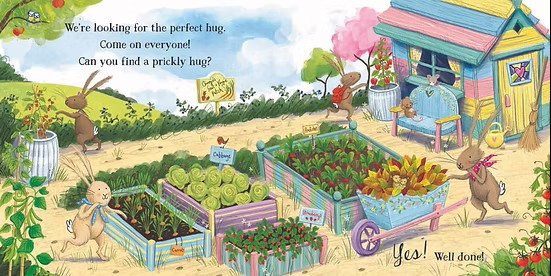 We're looking for the perfect hug.
Come on everyone!
Can you find a prickly hug?
Cabbage
Yes! Well done!